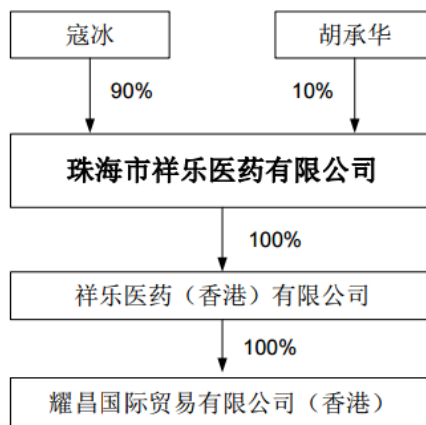 寇冰
胡承华
90%
10%
珠海市祥乐医药有限公司
100%
祥乐医药（香港）有限公司
100%
耀昌国际贸易有限公司（香港）